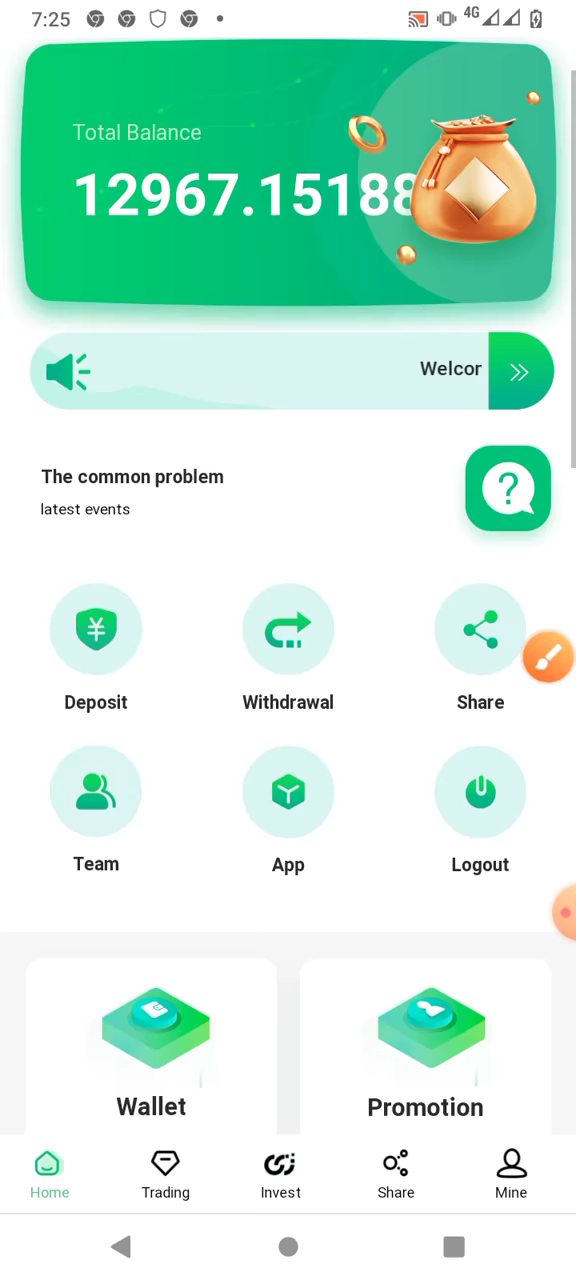 7:25
4G
Total Balance
12967.15188
Welcor
The common problem
latest events
Deposit
Withdrawal
Share
Team
App
Logout
Wallet
Promotion
Home
Trading
Invest
Share
Mine